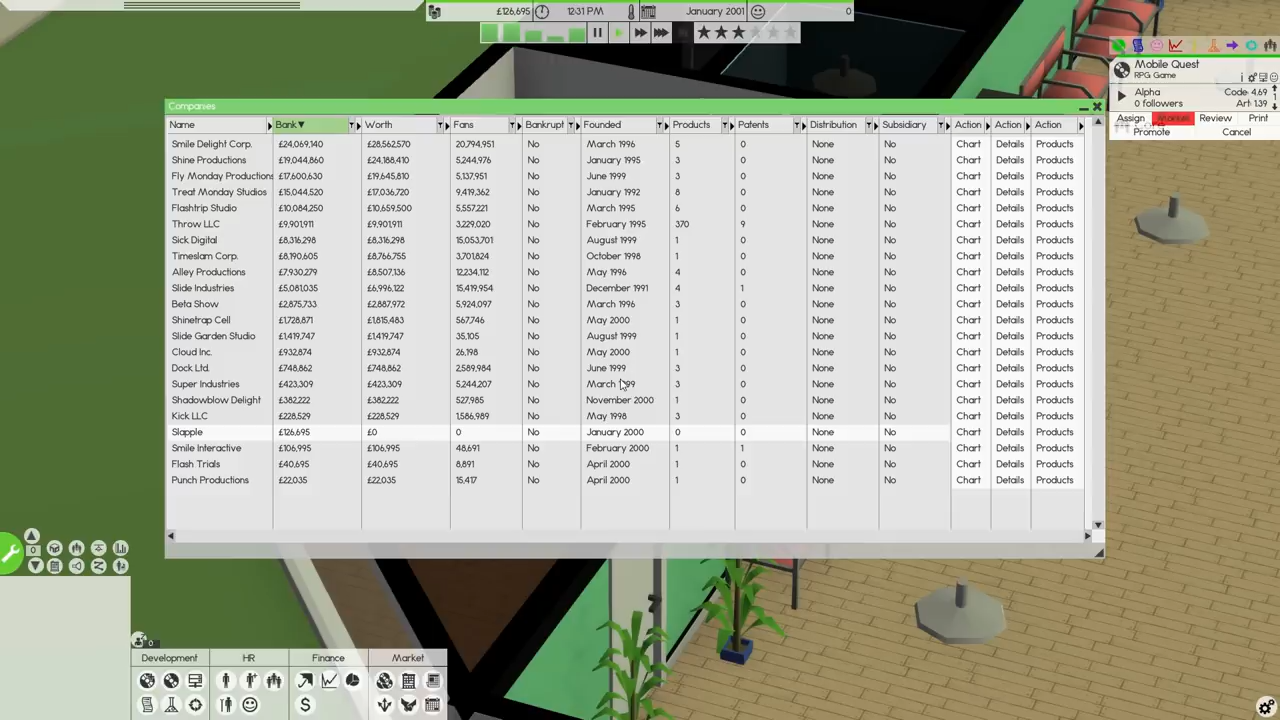 £126,695 12:31 PM January 2001 0
Mobile Quest
RPG Game
Alpha Code: 4.69
0 followers Art: 1.39
Assign Review Print
Promote Cancel
Companies
Name Bank▼ Worth Fans Bankrupt Founded Products Patents Distribution Subsidiary Action Action Action
Smile Delight Corp. £24,069,140 £28,562,570 20,794,951 No March 1996 5 0 None No Chart Details Products
Shine Productions £19,044,860 £24,188,410 5,244,976 No January 1995 3 0 None No Chart Details Products
Fly Monday Productions £17,600,630 £19,645,810 5,137,951 No June 1999 3 0 None No Chart Details Products
Treat Monday Studios £15,044,520 £17,036,720 9,419,362 No January 1992 8 0 None No Chart Details Products
Flashtrip Studio £10,084,250 £10,659,500 5,557,221 No March 1995 6 0 None No Chart Details Products
Throw LLC £9,901,911 £9,901,911 3,229,020 No February 1995 370 9 None No Chart Details Products
Sick Digital £8,316,298 £8,316,298 15,053,701 No August 1999 1 0 None No Chart Details Products
Timeslam Corp. £8,190,605 £8,766,755 3,701,824 No October 1998 1 0 None No Chart Details Products
Alley Productions £7,930,279 £8,507,136 12,234,112 No May 1996 4 0 None No Chart Details Products
Slide Industries £5,081,035 £6,996,122 15,419,954 No December 1991 4 1 None No Chart Details Products
Beta Show £2,875,733 £2,887,972 5,924,097 No March 1996 3 0 None No Chart Details Products
Shinetrap Cell £1,728,871 £1,815,483 567,746 No May 2000 1 0 None No Chart Details Products
Slide Garden Studio £1,419,747 £1,419,747 35,105 No August 1999 1 0 None No Chart Details Products
Cloud Inc. £932,874 £932,874 26,198 No May 2000 1 0 None No Chart Details Products
Dock Ltd. £748,862 £748,862 2,589,984 No June 1999 3 0 None No Chart Details Products
Super Industries £423,309 £423,309 5,244,207 No March 3 0 None No Chart Details Products
Shadowblow Delight £382,222 £382,222 527,985 No November 2000 1 0 None No Chart Details Products
Kick LLC £228,529 £228,529 1,586,989 No May 1998 3 0 None No Chart Details Products
Slapple £126,695 £0 0 No January 2000 0 0 None No Chart Details Products
Smile Interactive £106,995 £106,995 48,691 No February 2000 1 1 None No Chart Details Products
Flash Trials £40,695 £40,695 8,891 No April 2000 1 0 None No Chart Details Products
Punch Productions £22,035 £22,035 15,417 No April 2000 1 0 None No Chart Details Products
0
0
Development HR Finance Market